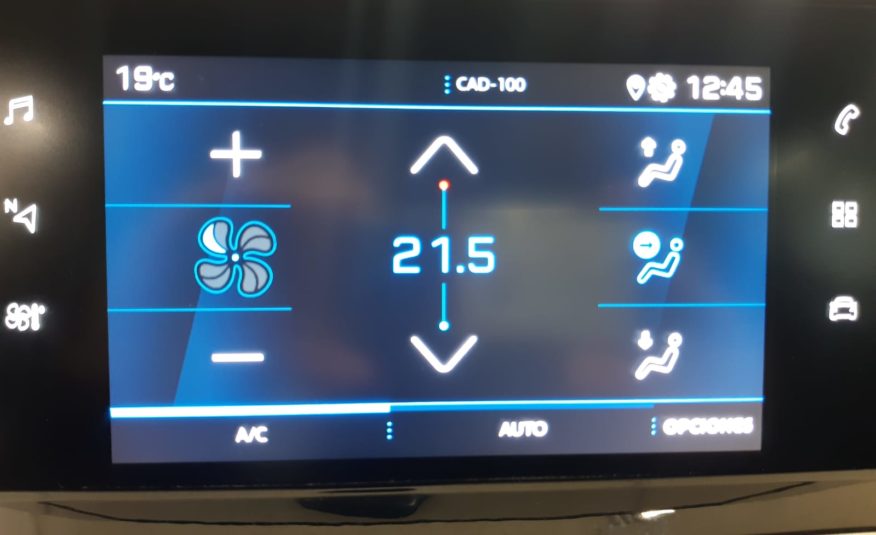 19°C CAD-100 12:45
N
21.5
A/C AUTO OPCIONES